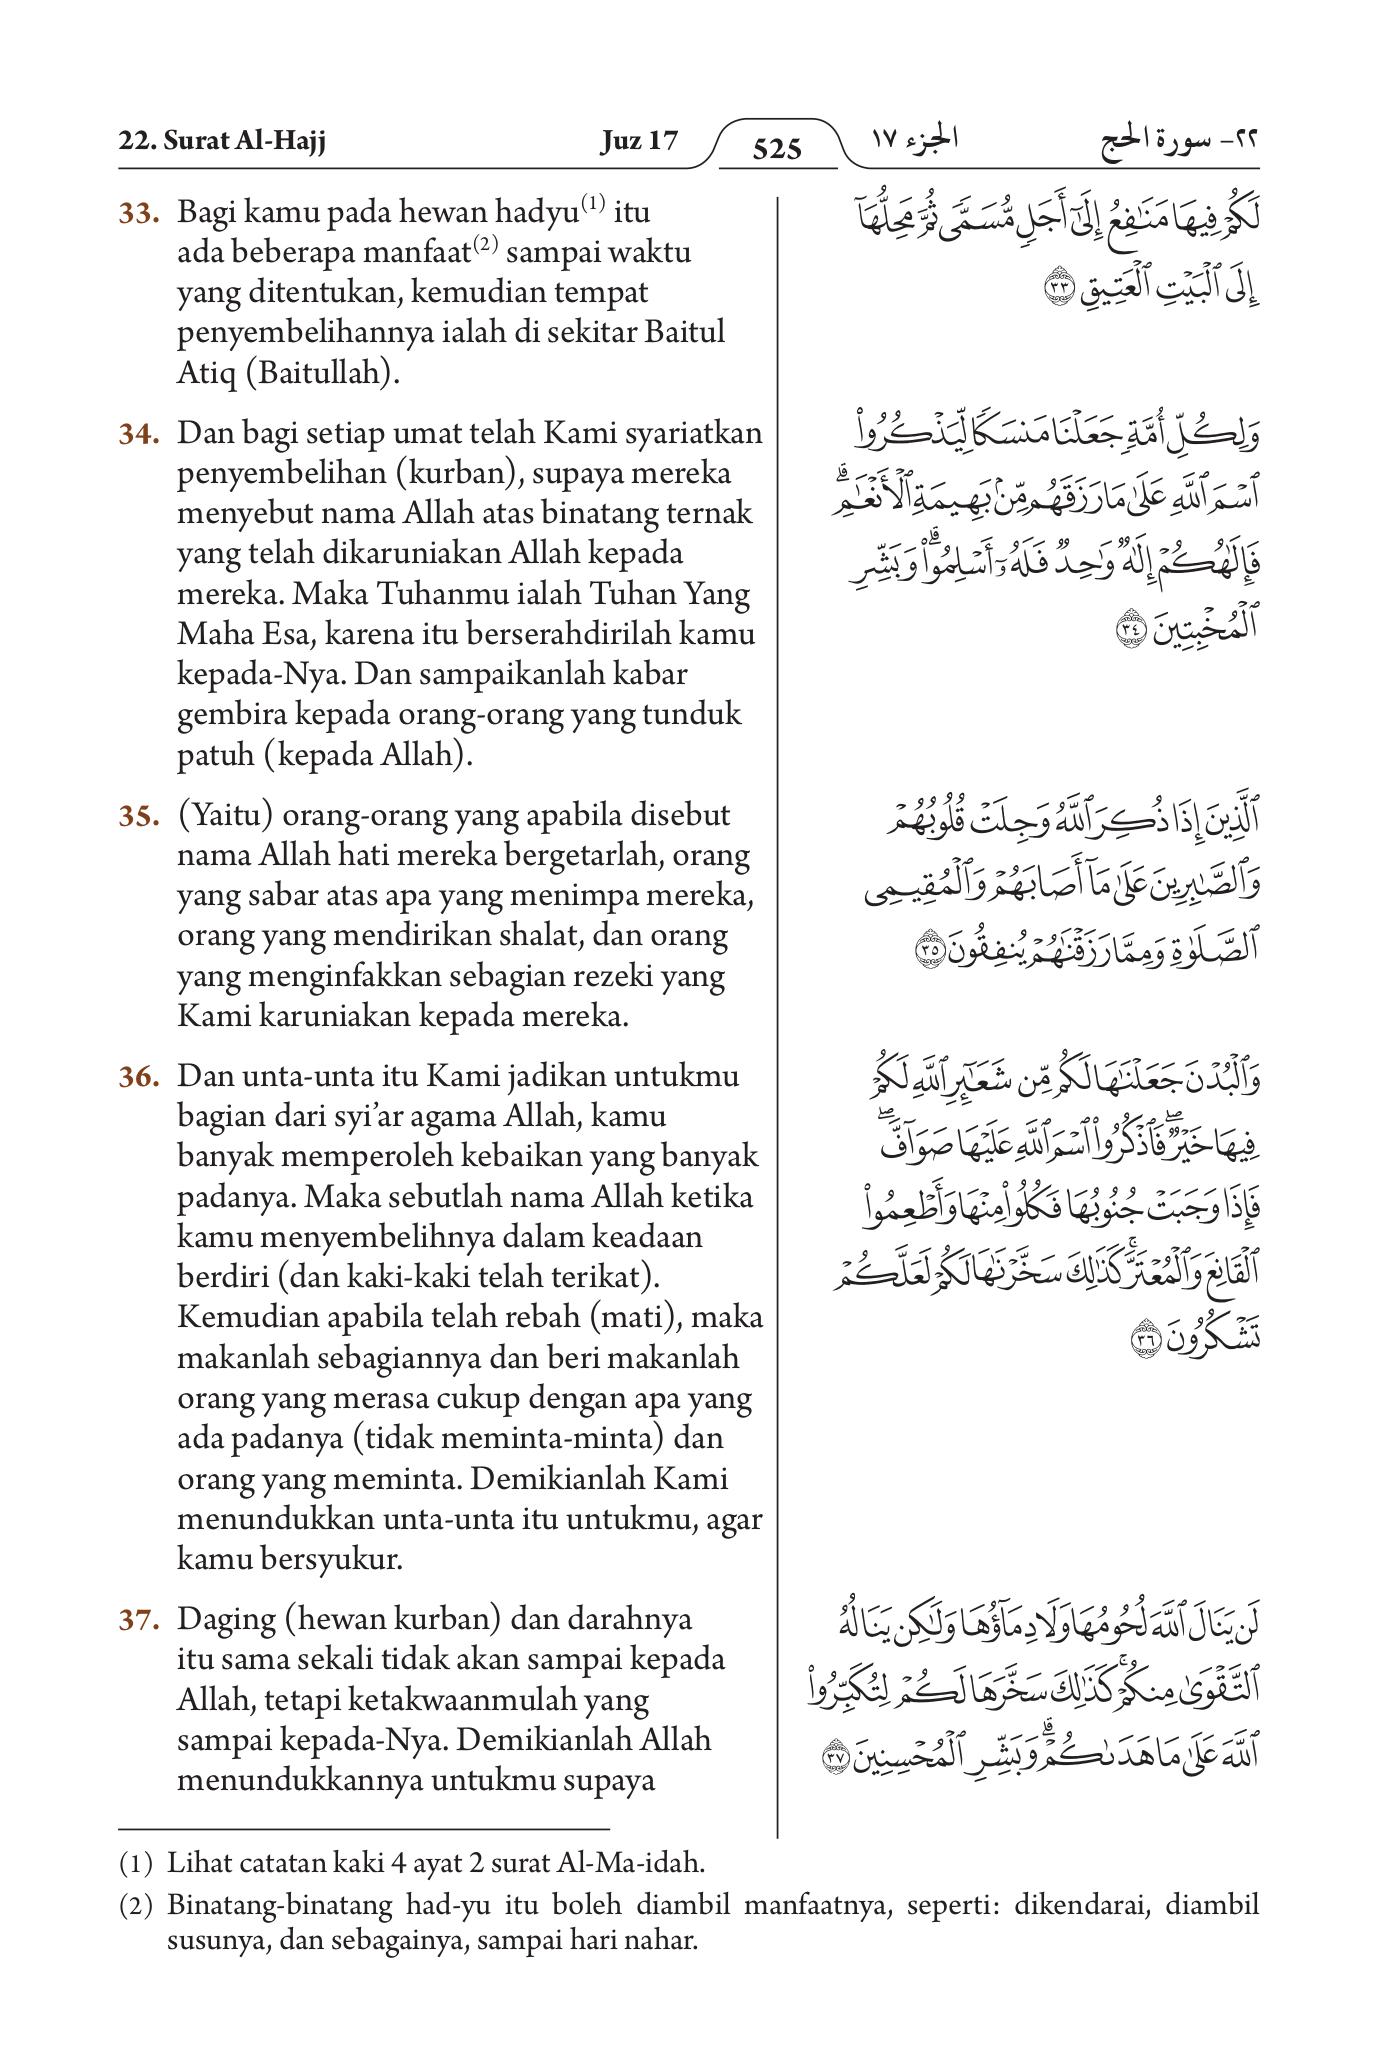 22. Surat Al-Hajj
Juz 17
525
الجزء ١٧
٢٢- سورة الحج
33. Bagi kamu pada hewan hadyu(1) itu
ada beberapa manfaat(2) sampai waktu
yang ditentukan, kemudian tempat
penyembelihannya ialah di sekitar Baitul
Atiq (Baitullah).
34. Dan bagi setiap umat telah Kami syariatkan
penyembelihan (kurban), supaya mereka
menyebut nama Allah atas binatang ternak
yang telah dikaruniakan Allah kepada
mereka. Maka Tuhanmu ialah Tuhan Yang
Maha Esa, karena itu berserahdirilah kamu
kepada-Nya. Dan sampaikanlah kabar
gembira kepada orang-orang yang tunduk
patuh (kepada Allah).
35. (Yaitu) orang-orang yang apabila disebut
nama Allah hati mereka bergetarlah, orang
yang sabar atas apa yang menimpa mereka,
orang yang mendirikan shalat, dan orang
yang menginfakkan sebagian rezeki yang
Kami karuniakan kepada mereka.
36. Dan unta-unta itu Kami jadikan untukmu
bagian dari syi’ar agama Allah, kamu
banyak memperoleh kebaikan yang banyak
padanya. Maka sebutlah nama Allah ketika
kamu menyembelihnya dalam keadaan
berdiri (dan kaki-kaki telah terikat).
Kemudian apabila telah rebah (mati), maka
makanlah sebagiannya dan beri makanlah
orang yang merasa cukup dengan apa yang
ada padanya (tidak meminta-minta) dan
orang yang meminta. Demikianlah Kami
menundukkan unta-unta itu untukmu, agar
kamu bersyukur.
37. Daging (hewan kurban) dan darahnya
itu sama sekali tidak akan sampai kepada
Allah, tetapi ketakwaanmulah yang
sampai kepada-Nya. Demikianlah Allah
menundukkannya untukmu supaya
لَكُمۡ فِيهَا مَنَٰفِعُ إِلَىٰٓ أَجَلٖ مُّسَمّٗى ثُمَّ مَحِلُّهَآ
إِلَى ٱلۡبَيۡتِ ٱلۡعَتِيقِ ٣٣
وَلِكُلِّ أُمَّةٖ جَعَلۡنَا مَنسَكٗا لِّيَذۡكُرُواْ
ٱسۡمَ ٱللَّهِ عَلَىٰ مَا رَزَقَهُم مِّنۢ بَهِيمَةِ ٱلۡأَنۡعَٰمِۗ
فَإِلَٰهُكُمۡ إِلَٰهٞ وَٰحِدٞ فَلَهُۥٓ أَسۡلِمُواْۗ وَبَشِّرِ
ٱلۡمُخۡبِتِينَ ٣٤
ٱلَّذِينَ إِذَا ذُكِرَ ٱللَّهُ وَجِلَتۡ قُلُوبُهُمۡ
وَٱلصَّٰبِرِينَ عَلَىٰ مَآ أَصَابَهُمۡ وَٱلۡمُقِيمِي
ٱلصَّلَوٰةِ وَمِمَّا رَزَقۡنَٰهُمۡ يُنفِقُونَ ٣٥
وَٱلۡبُدۡنَ جَعَلۡنَٰهَا لَكُم مِّن شَعَٰٓئِرِ ٱللَّهِ لَكُمۡ
فِيهَا خَيۡرٞۖ فَٱذۡكُرُواْ ٱسۡمَ ٱللَّهِ عَلَيۡهَا صَوَآفَّۖ
فَإِذَا وَجَبَتۡ جُنُوبُهَا فَكُلُواْ مِنۡهَا وَأَطۡعِمُواْ
ٱلۡقَانِعَ وَٱلۡمُعۡتَرَّۚ كَذَٰلِكَ سَخَّرۡنَٰهَا لَكُمۡ لَعَلَّكُمۡ
تَشۡكُرُونَ ٣٦
لَن يَنَالَ ٱللَّهَ لُحُومُهَا وَلَا دِمَآؤُهَا وَلَٰكِن يَنَالُهُ
ٱلتَّقۡوَىٰ مِنكُمۡۚ كَذَٰلِكَ سَخَّرَهَا لَكُمۡ لِتُكَبِّرُواْ
ٱللَّهَ عَلَىٰ مَا هَدَىٰكُمۡۗ وَبَشِّرِ ٱلۡمُحۡسِنِينَ ٣٧
(1) Lihat catatan kaki 4 ayat 2 surat Al-Ma-idah.
(2) Binatang-binatang had-yu itu boleh diambil manfaatnya, seperti: dikendarai, diambil
susunya, dan sebagainya, sampai hari nahar.